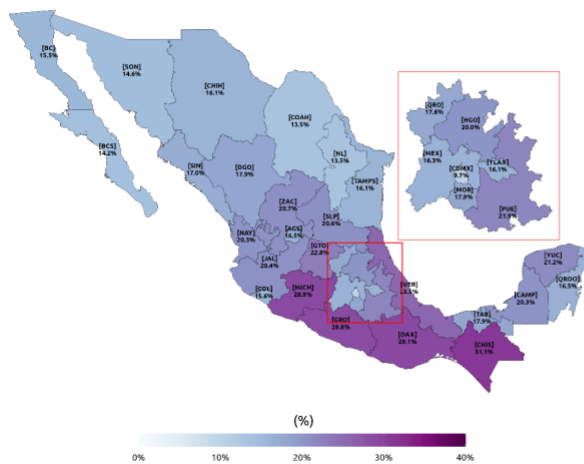 [BC]
15.5%
[SON]
14.6%
[CHIH]
16.1%
[COAH]
13.5%
[BCS]
14.2%
[NL]
13.5%
[SIN]
17.0%
[DGO]
17.9%
[TAMPS]
16.1%
[ZAC]
20.7%
[SLP]
20.6%
[NAY]
20.3%
[AGS]
16.5%
[GTO]
22.8%
[JAL]
20.4%
[COL]
15.6%
[MICH]
28.9%
[VER]
[GRO]
28.8%
[OAX]
29.1%
[TAB]
17.9%
[CHIS]
31.1%
[CAMP]
20.3%
[YUC]
21.2%
[QROO]
16.5%
[QRO]
17.6%
[HGO]
20.0%
[MEX]
16.3%
[CDMX]
9.7%
[TLAX]
16.1%
[MOR]
17.9%
[PUE]
21.9%
(%)
0%
10%
20%
30%
40%